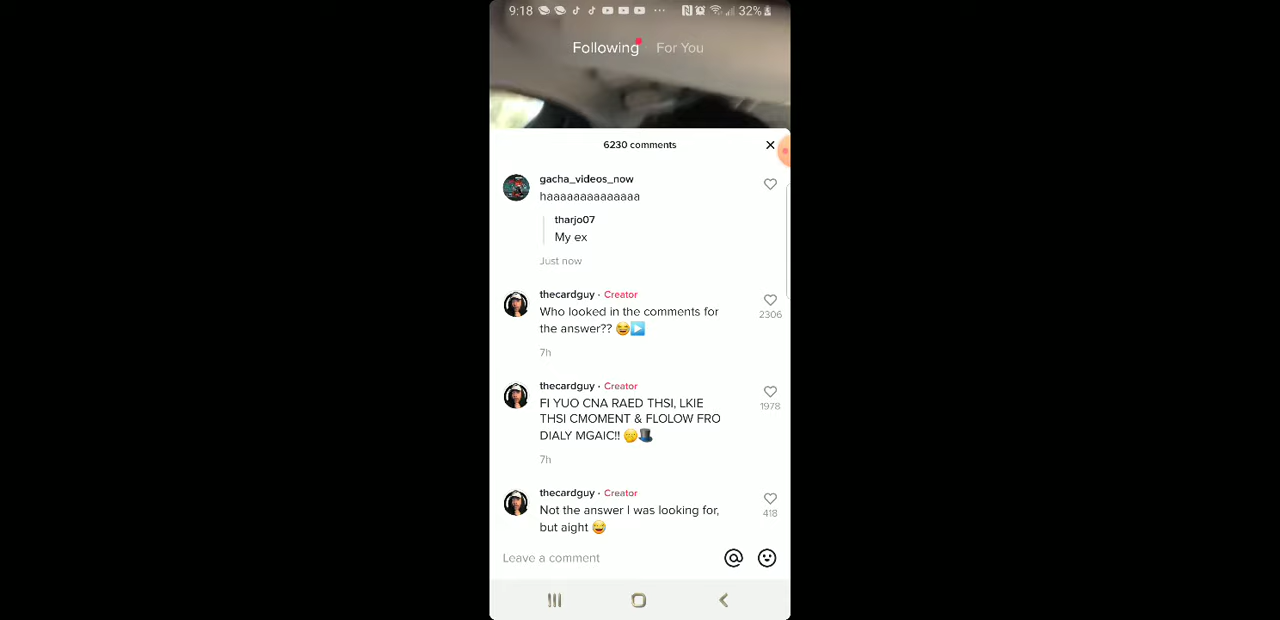 9:18 32%
Following For You
6230 comments
gacha_videos_now
haaaaaaaaaaaaaa
tharjo07
My ex
Just now
thecardguy · Creator
Who looked in the comments for
the answer?? 😂▶️
2306
7h
thecardguy · Creator
FI YUO CNA RAED THSI, LKIE
THSI CMOMENT & FLOLOW FRO
DIALY MGAIC!! 🤭🎩
1978
7h
thecardguy · Creator
Not the answer I was looking for,
but aight 😂
418
Leave a comment